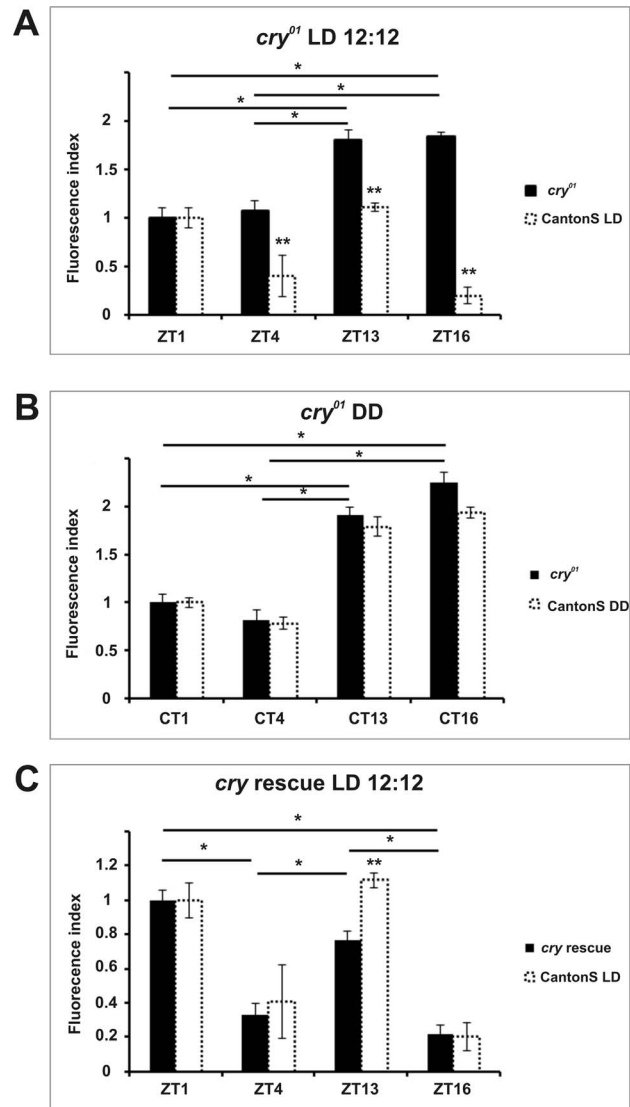 A
cry01 LD 12:12
*
*
*
*
2
1.5
1
0.5
0
Fluorescence index
**
**
**
ZT1 ZT4 ZT13 ZT16
cry01
CantonS LD
B
cry01 DD
*
*
*
*
2
1.5
1
0.5
0
Fluorescence index
CT1 CT4 CT13 CT16
cry01
CantonS DD
C
cry rescue LD 12:12
*
*
*
*
**
1.2
1
0.8
0.6
0.4
0.2
0
Fluorecence index
ZT1 ZT4 ZT13 ZT16
cry rescue
CantonS LD